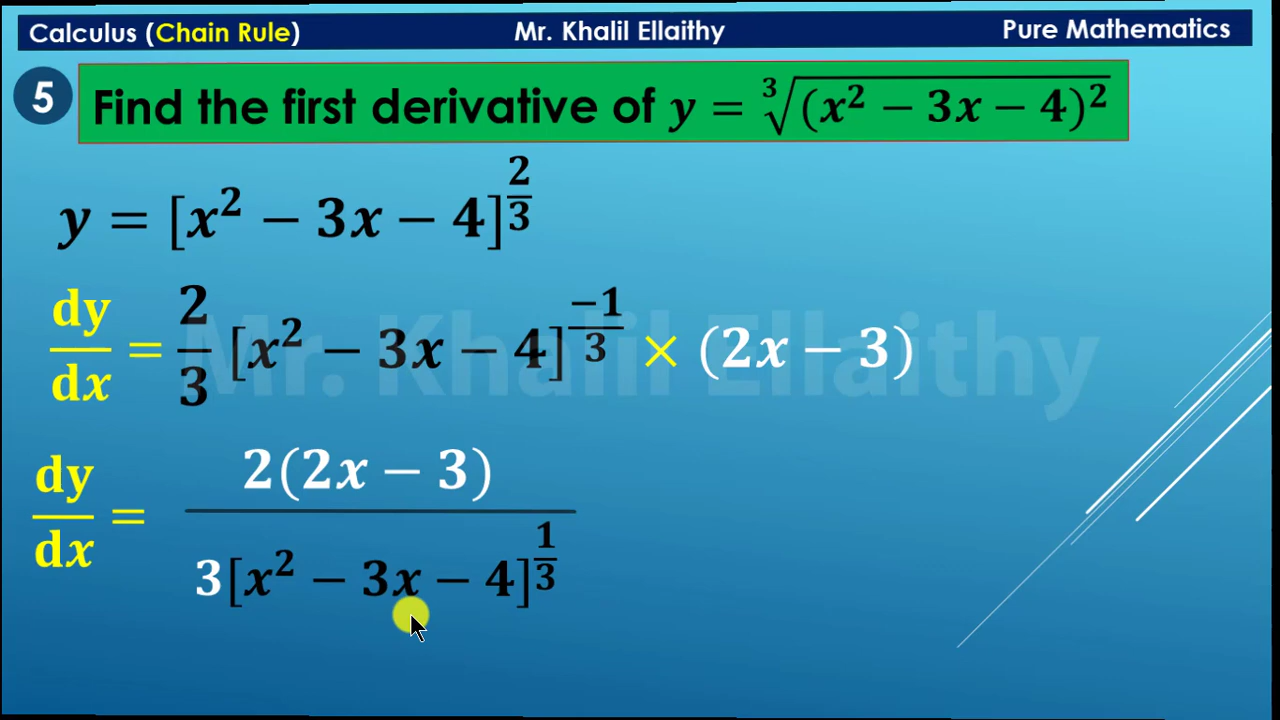 Calculus (Chain Rule) Mr. Khalil Ellaithy Pure Mathematics
5 Find the first derivative of y = ∛(x² − 3x − 4)²
y = [x² − 3x − 4]^(2/3)
dy/dx = 2/3 [x² − 3x − 4]^(−1/3) × (2x − 3)
Mr. Khalil Ellaithy
dy/dx = 2(2x − 3) / 3[x² − 3x − 4]^(1/3)